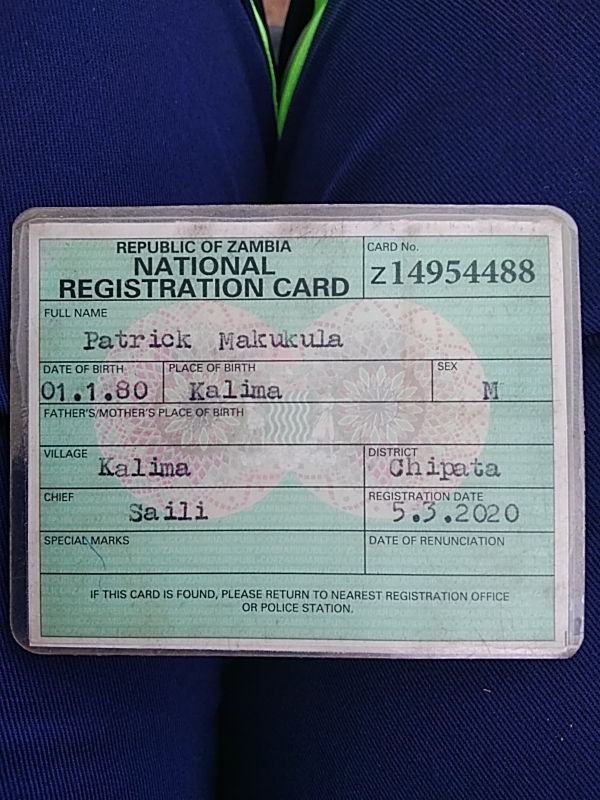 REPUBLIC OF ZAMBIA
NATIONAL
REGISTRATION CARD
CARD No.
Z14954488
FULL NAME
Patrick Makukula
DATE OF BIRTH
01.1.80
PLACE OF BIRTH
Kalima
SEX
M
FATHER'S/MOTHER'S PLACE OF BIRTH
VILLAGE
Kalima
DISTRICT
Chipata
CHIEF
Saili
REGISTRATION DATE
5.3.2020
SPECIAL MARKS
DATE OF RENUNCIATION
IF THIS CARD IS FOUND, PLEASE RETURN TO NEAREST REGISTRATION OFFICE
OR POLICE STATION.